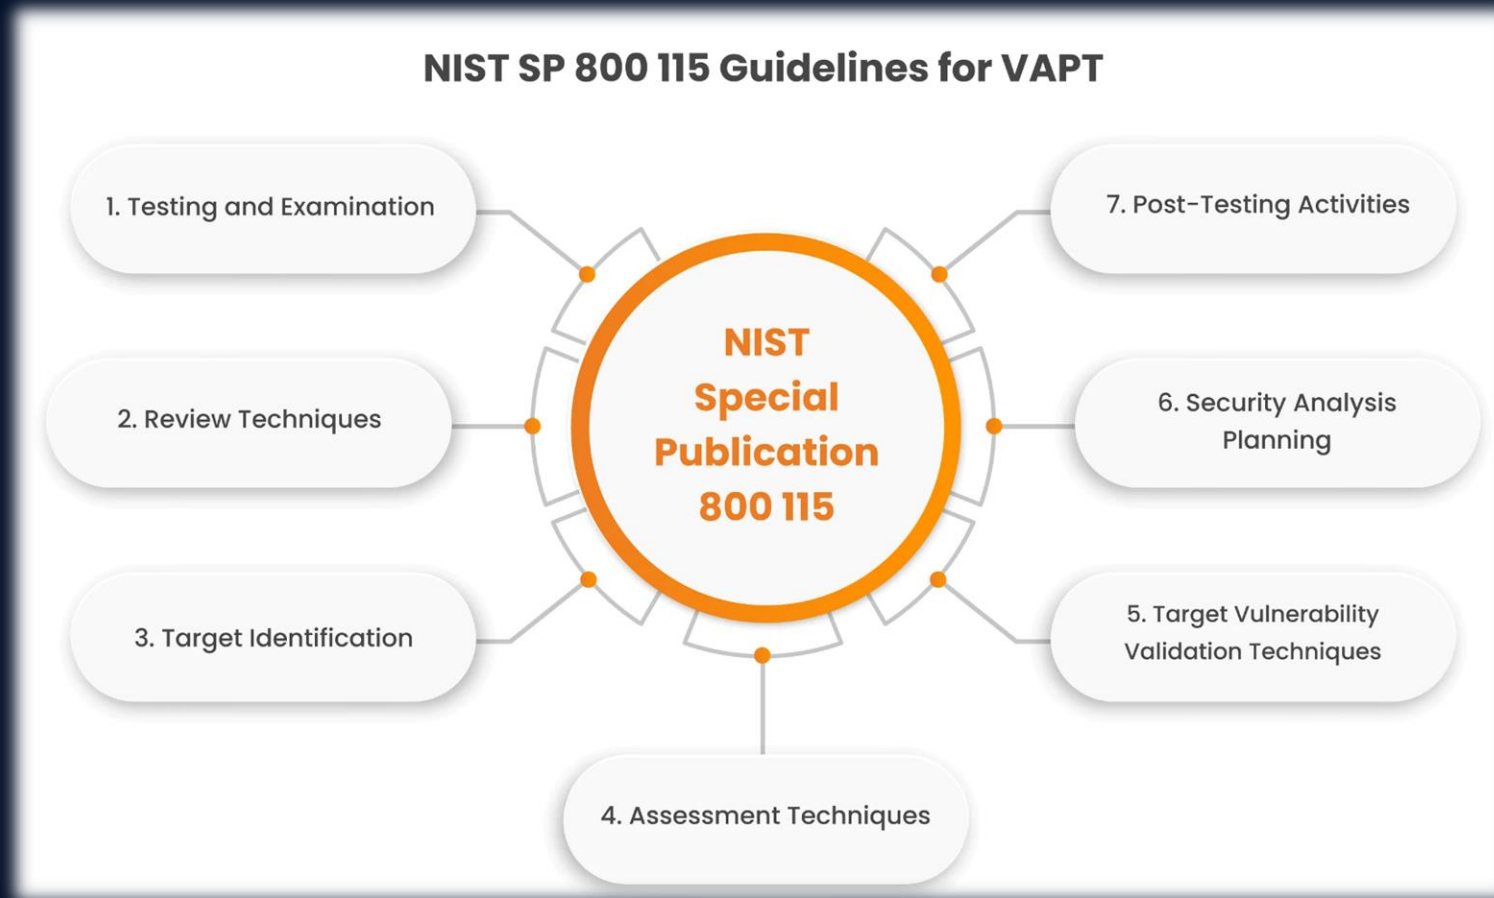 NIST SP 800 115 Guidelines for VAPT
1. Testing and Examination
2. Review Techniques
3. Target Identification
4. Assessment Techniques
5. Target Vulnerability
Validation Techniques
6. Security Analysis
Planning
7. Post-Testing Activities
NIST
Special
Publication
800 115